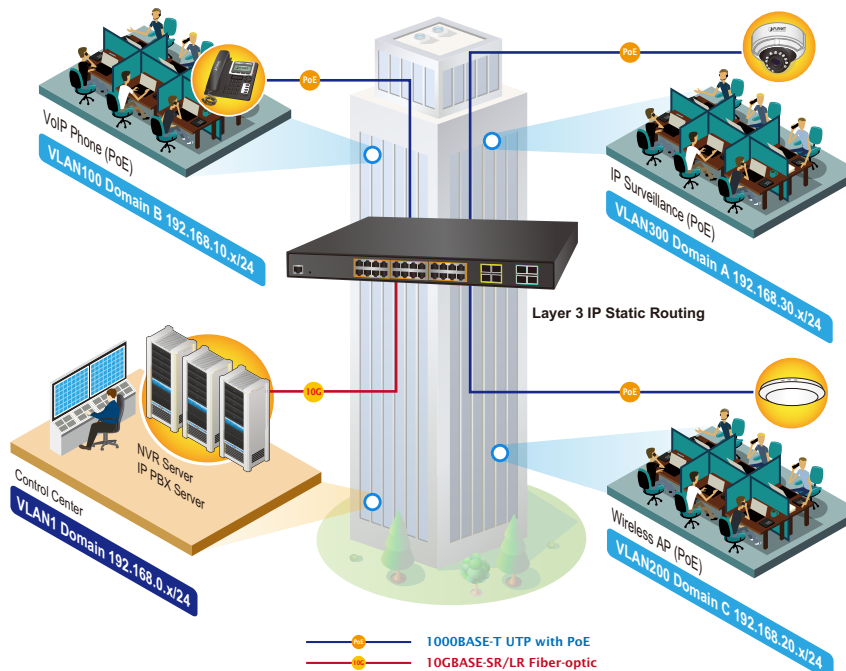 PoE
PoE
PLANET
VoIP Phone (PoE)
VLAN100 Domain B 192.168.10.x/24
IP Surveillance (PoE)
VLAN300 Domain A 192.168.30.x/24
Layer 3 IP Static Routing
10G
PoE
NVR Server
IP PBX Server
Control Center
VLAN1 Domain 192.168.0.x/24
Wireless AP (PoE)
VLAN200 Domain C 192.168.20.x/24
PoE 1000BASE-T UTP with PoE
10G 10GBASE-SR/LR Fiber-optic